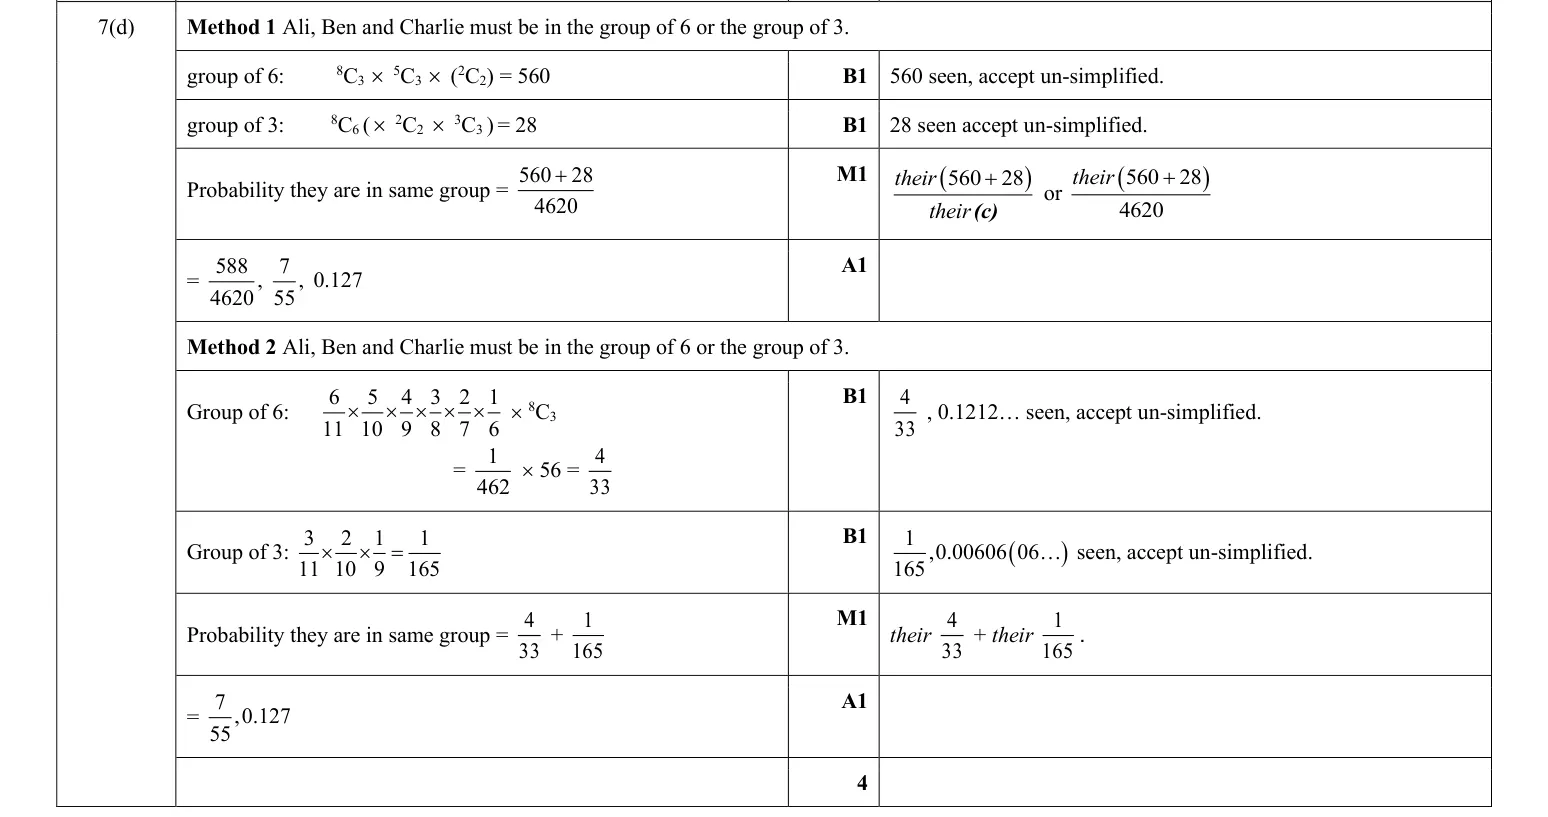 7(d) Method 1 Ali, Ben and Charlie must be in the group of 6 or the group of 3.
group of 6: ⁸C₃ × ⁵C₃ × (²C₂) = 560 B1 560 seen, accept un-simplified.
group of 3: ⁸C₆ (× ²C₂ × ³C₃) = 28 B1 28 seen accept un-simplified.
Probability they are in same group = (560 + 28)/4620 M1 their (560 + 28)/their (c) or their (560 + 28)/4620
= 588/4620, 7/55, 0.127 A1
Method 2 Ali, Ben and Charlie must be in the group of 6 or the group of 3.
Group of 6: 6/11 × 5/10 × 4/9 × 3/8 × 2/7 × 1/6 × ⁸C₃ B1 4/33 , 0.1212… seen, accept un-simplified.
= 1/462 × 56 = 4/33
Group of 3: 3/11 × 2/10 × 1/9 = 1/165 B1 1/165, 0.00606(06…) seen, accept un-simplified.
Probability they are in same group = 4/33 + 1/165 M1 their 4/33 + their 1/165 .
= 7/55, 0.127 A1
4